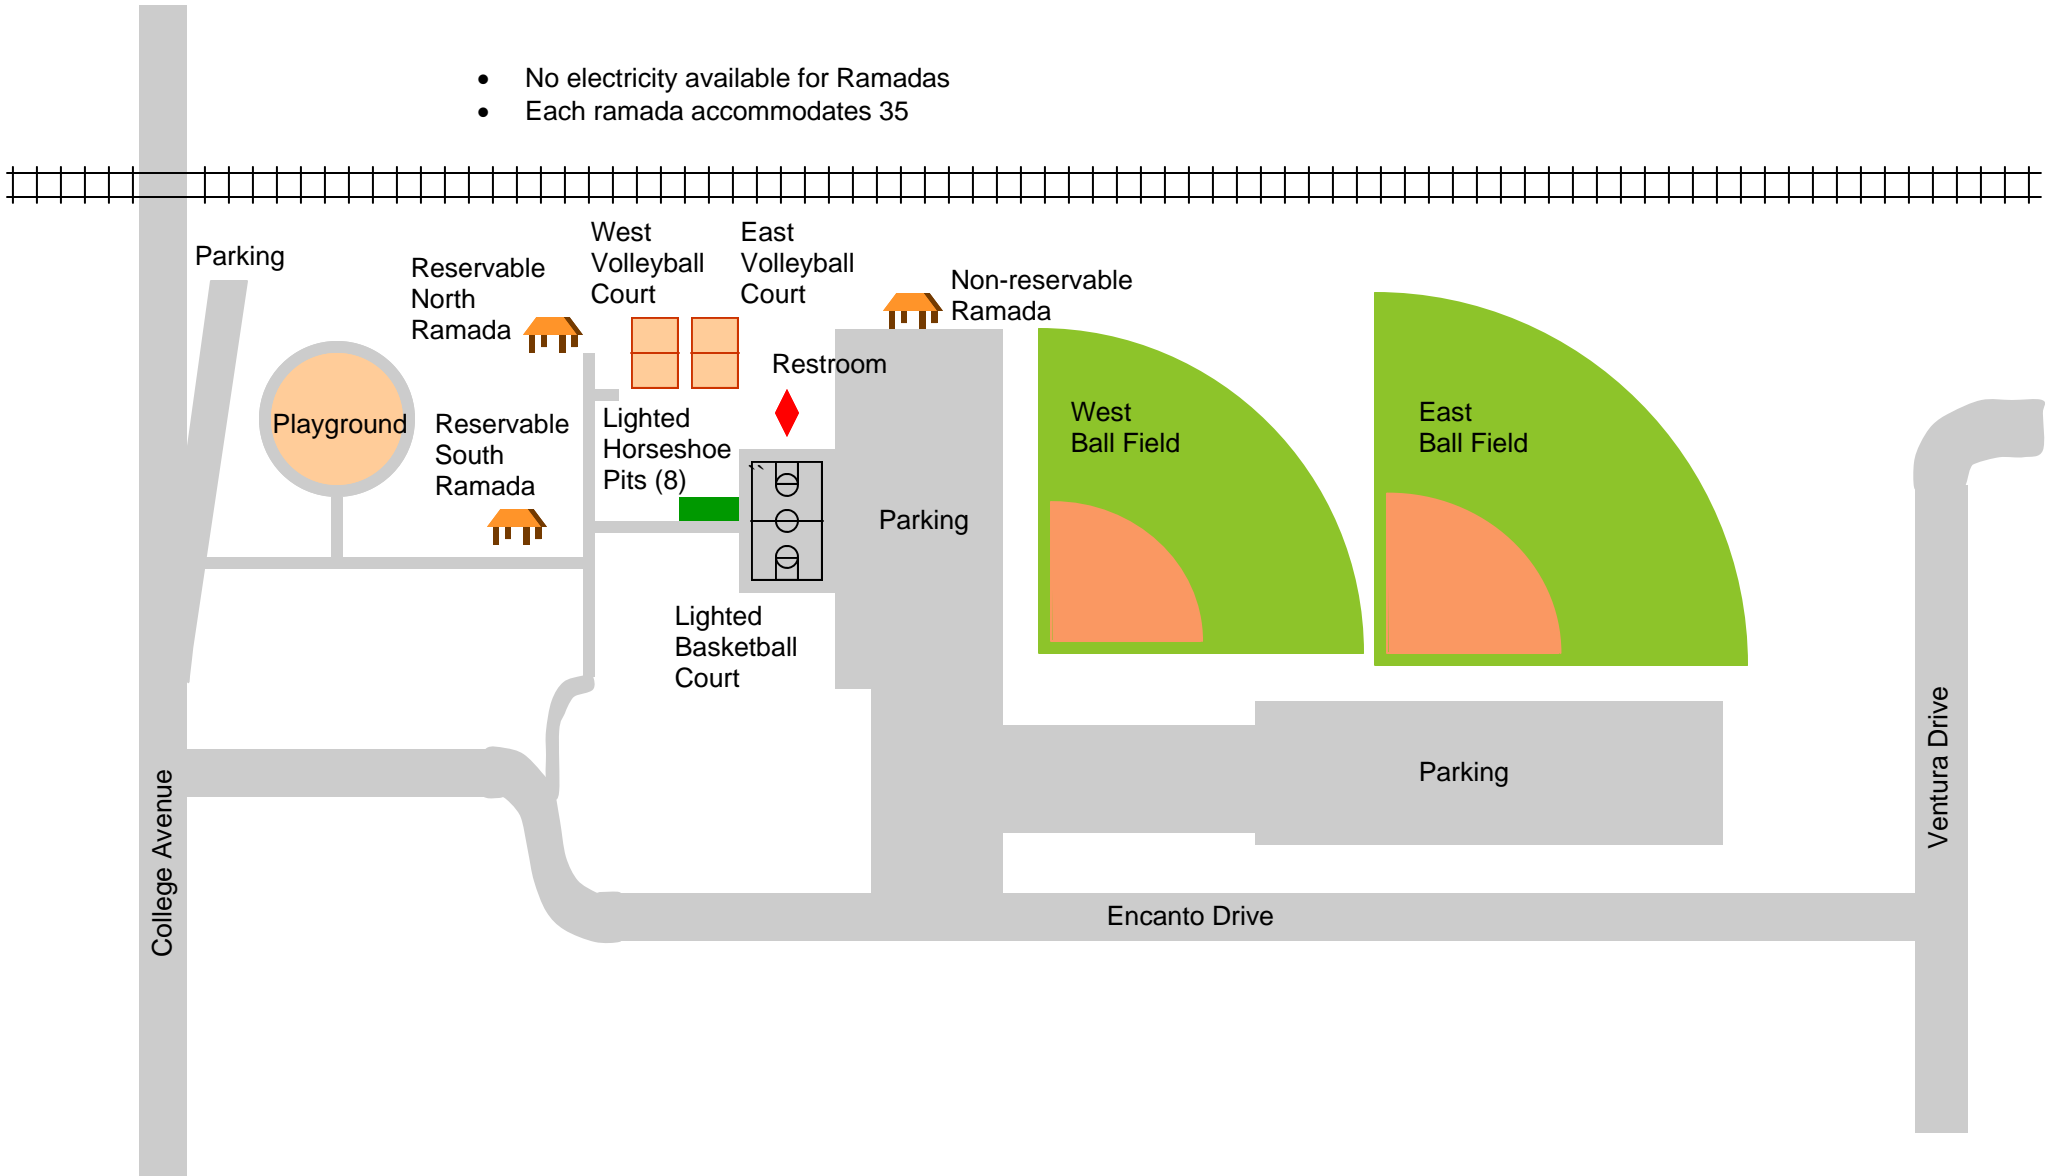 • No electricity available for Ramadas
• Each ramada accommodates 35
Parking
Reservable
North
Ramada
West
Volleyball
Court
East
Volleyball
Court
Non-reservable
Ramada
Restroom
Playground
Reservable
South
Ramada
Lighted
Horseshoe
Pits (8)
Parking
West
Ball Field
East
Ball Field
Lighted
Basketball
Court
Parking
College Avenue
Ventura Drive
Encanto Drive